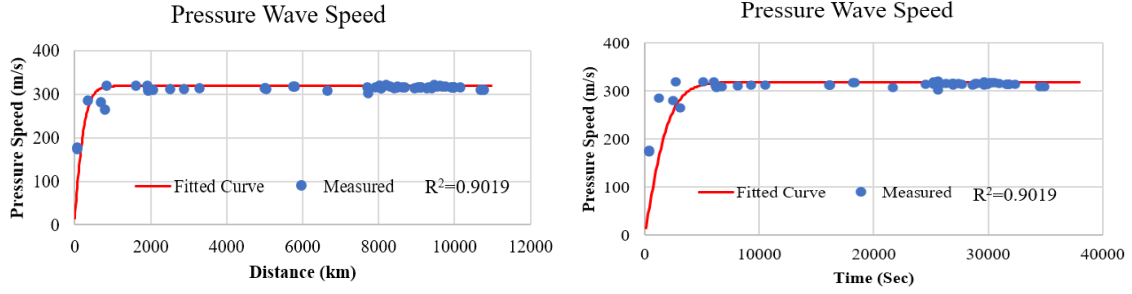 Pressure Wave Speed
Pressure Speed (m/s)
400
300
200
100
0
Fitted Curve Measured R²=0.9019
0 2000 4000 6000 8000 10000 12000
Distance (km)
Pressure Wave Speed
Pressure Speed (m/s)
400
300
200
100
0
Fitted Curve Measured R²=0.9019
0 10000 20000 30000 40000
Time (Sec)